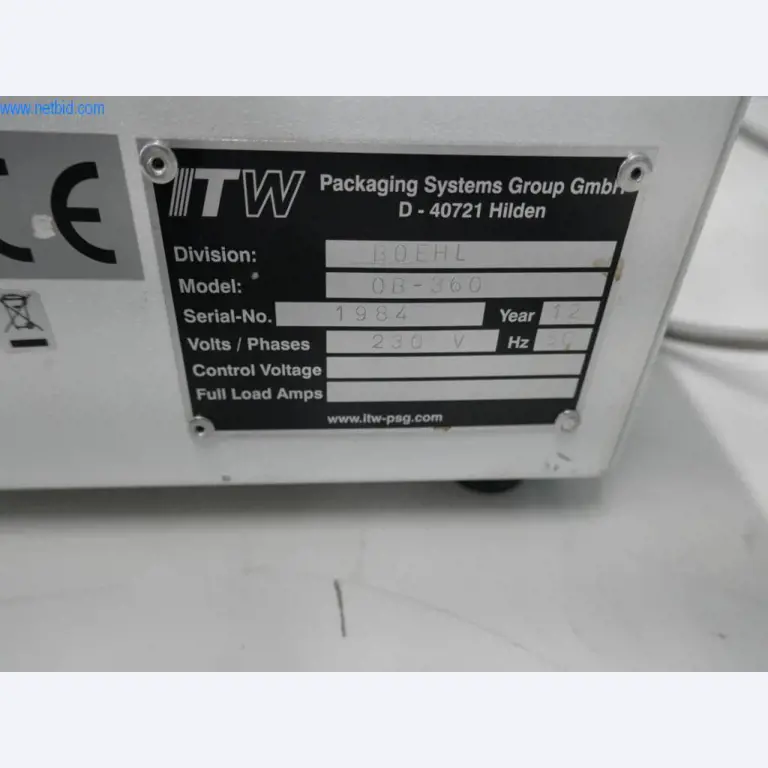 www.netbid.com
CE
ITW Packaging Systems Group GmbH
D - 40721 Hilden
Division: BOEHL
Model: OB-360
Serial-No. 1984 Year 12
Volts / Phases 230 V Hz 50
Control Voltage
Full Load Amps
www.itw-psg.com